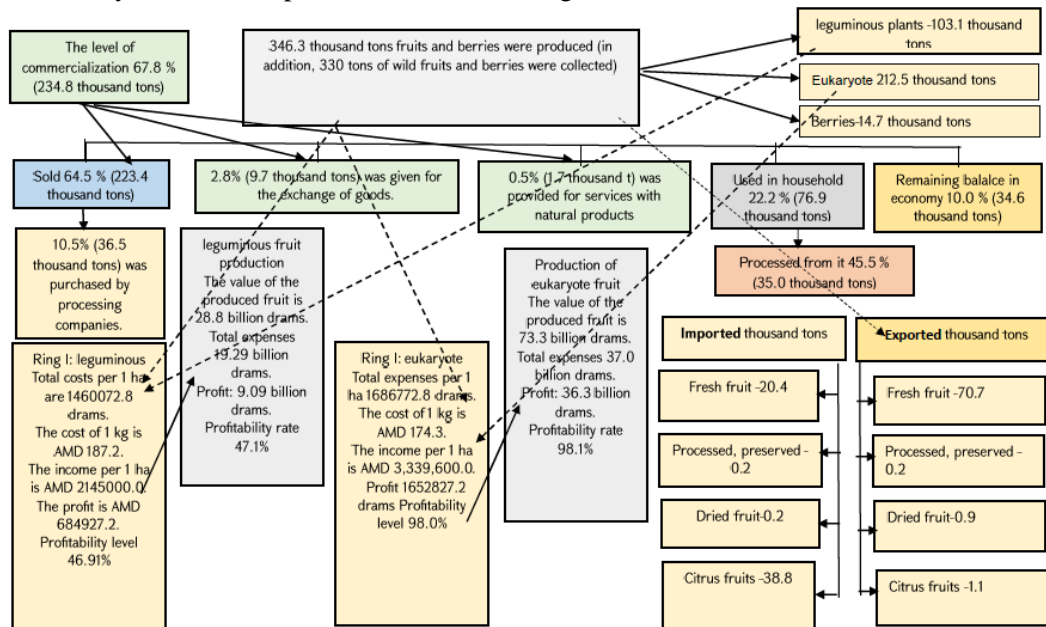 The level of
commercialization 67.8 %
(234.8 thousand tons)
346.3 thousand tons fruits and berries were produced (in
addition, 330 tons of wild fruits and berries were collected)
leguminous plants -103.1 thousand
tons
Eukaryote 212.5 thousand tons
Berries-14.7 thousand tons
Sold 64.5 % (223.4
thousand tons)
2.8% (9.7 thousand tons) was given for
the exchange of goods.
0.5% (1.7 thousand t) was
provided for services with
natural products
Used in household
22.2 % (76.9
thousand tons)
Remaining balalce in
economy 10.0 % (34.6
thousand tons)
10.5% (36.5
thousand tons) was
purchased by
processing
companies.
leguminous fruit
production
The value of the
produced fruit is
28.8 billion drams.
Total expenses
19.29 billion
drams.
Profit: 9.09 billion
drams.
Profitability rate
47.1%
Production of
eukaryote fruit
The value of the
produced fruit is
73.3 billion drams.
Total expenses 37.0
billion drams.
Profit: 36.3 billion
drams.
Profitability rate
98.1%
Processed from it 45.5 %
(35.0 thousand tons)
Ring I: leguminous
Total costs per 1 ha
are 1460072.8
drams.
The cost of 1 kg is
AMD 187.2.
The income per 1 ha
is AMD 2145000.0.
The profit is AMD
684927.2.
Profitability level
46.91%
Ring I: eukaryote
Total expenses per 1
ha 1686772.8 drams.
The cost of 1 kg is
AMD 174.3.
The income per 1 ha
is AMD 3,339,600.0.
Profit 1652827.2
drams Profitability
level 98.0%
Imported thousand tons
Fresh fruit -20.4
Processed, preserved -
0.2
Dried fruit-0.2
Citrus fruits -38.8
Exported thousand tons
Fresh fruit -70.7
Processed, preserved -
0.2
Dried fruit-0.9
Citrus fruits -1.1